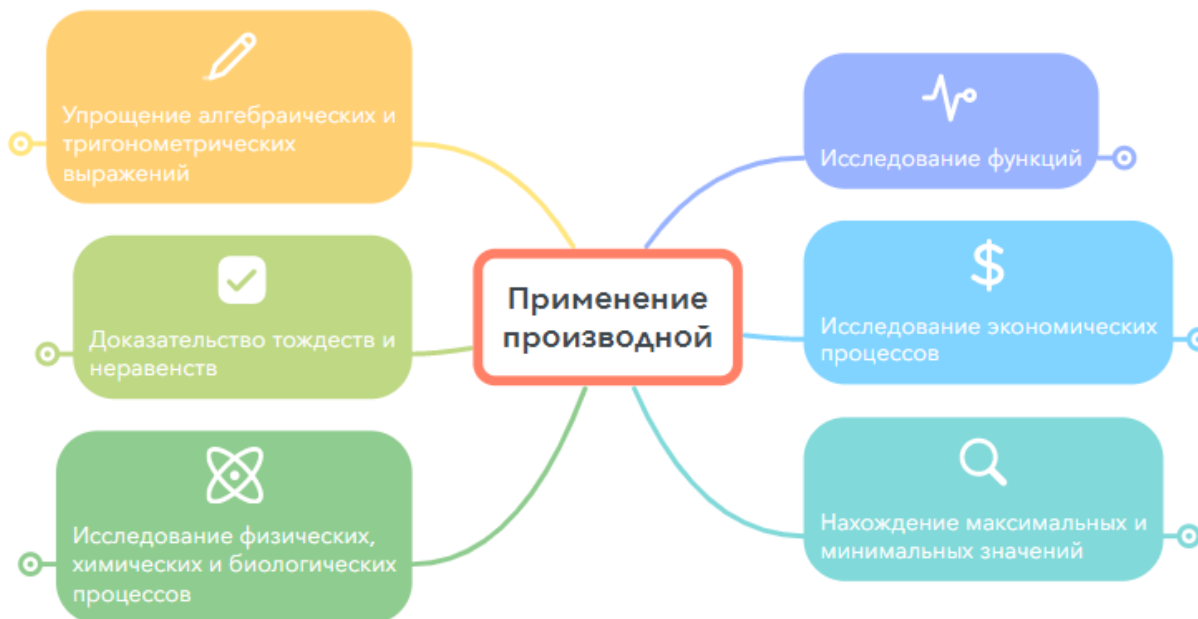 Упрощение алгебраических и
тригонометрических
выражений
Доказательство тождеств и
неравенств
Исследование физических,
химических и биологических
процессов
Применение
производной
Исследование функций
$
Исследование экономических
процессов
Нахождение максимальных и
минимальных значений